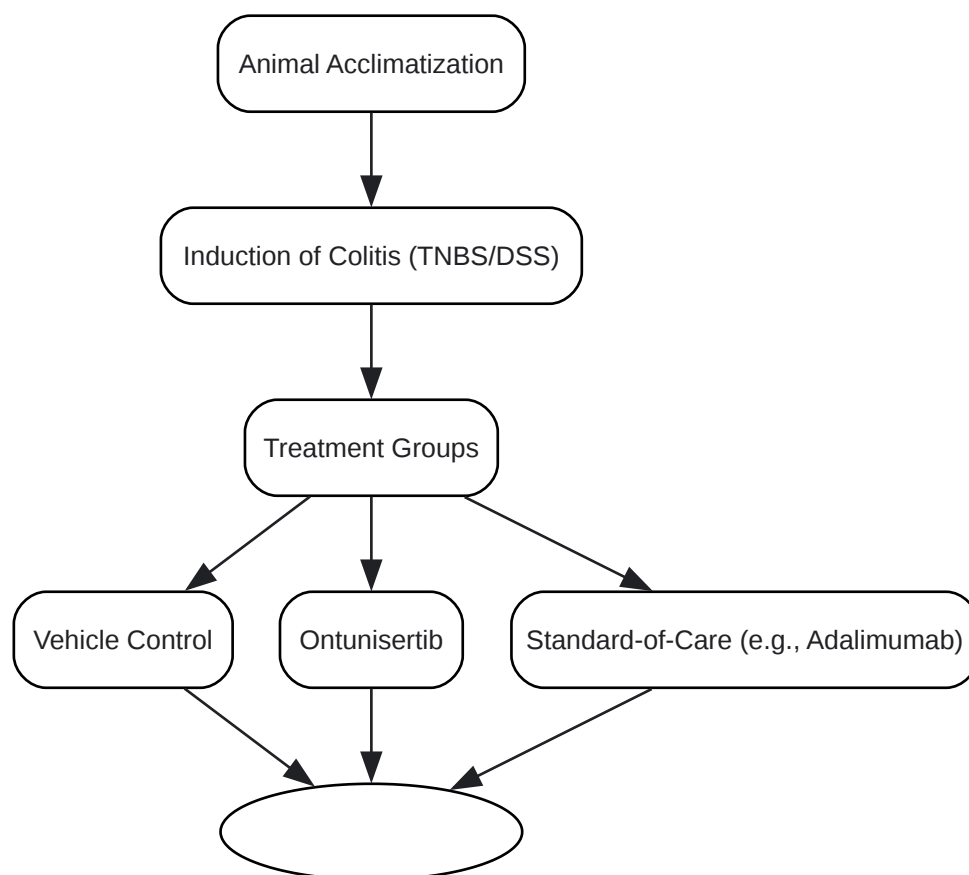 Animal Acclimatization
Induction of Colitis (TNBS/DSS)
Treatment Groups
Vehicle Control
Ontunisertib
Standard-of-Care (e.g., Adalimumab)